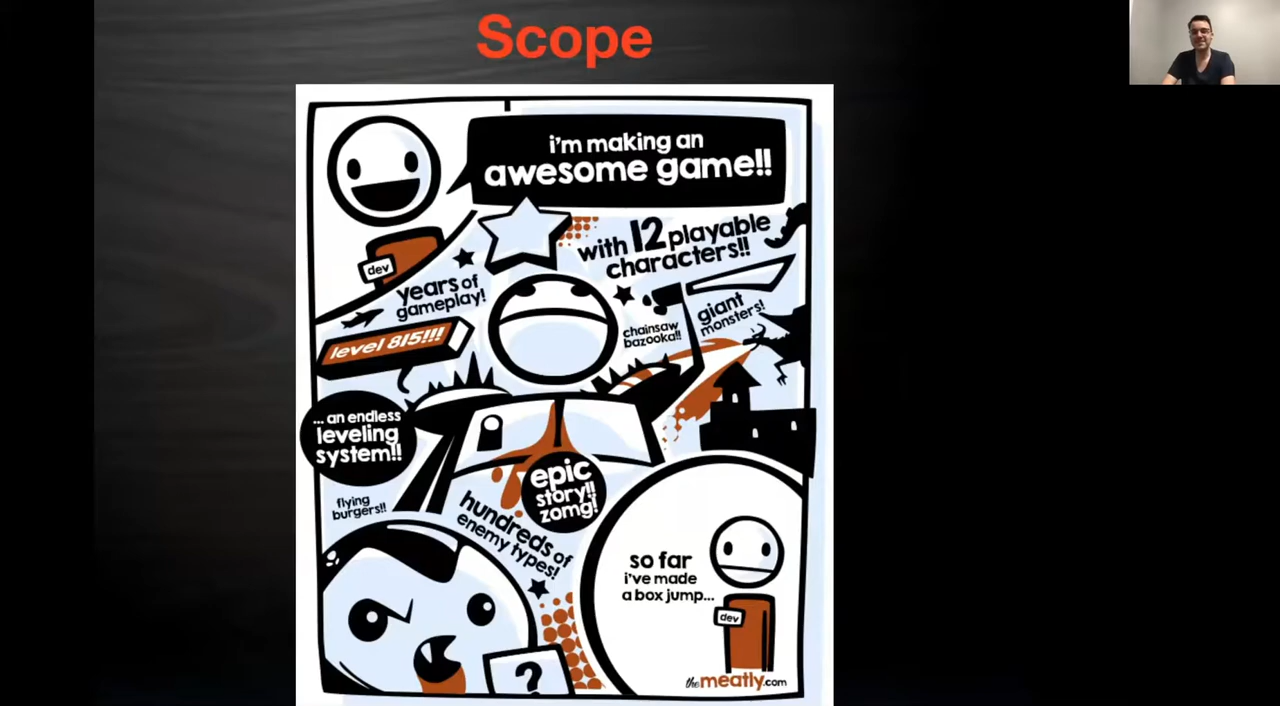 Scope
i'm making an
awesome game!!
with 12 playable
characters!!
dev
years of
gameplay!
level 815!!!
chainsaw
bazooka!!
giant
monsters!
... an endless
leveling
system!!
epic
story!!
zomg!
flying
burgers!!
hundreds of
enemy types!
so far
i've made
a box jump...
dev
?
themeatly.com